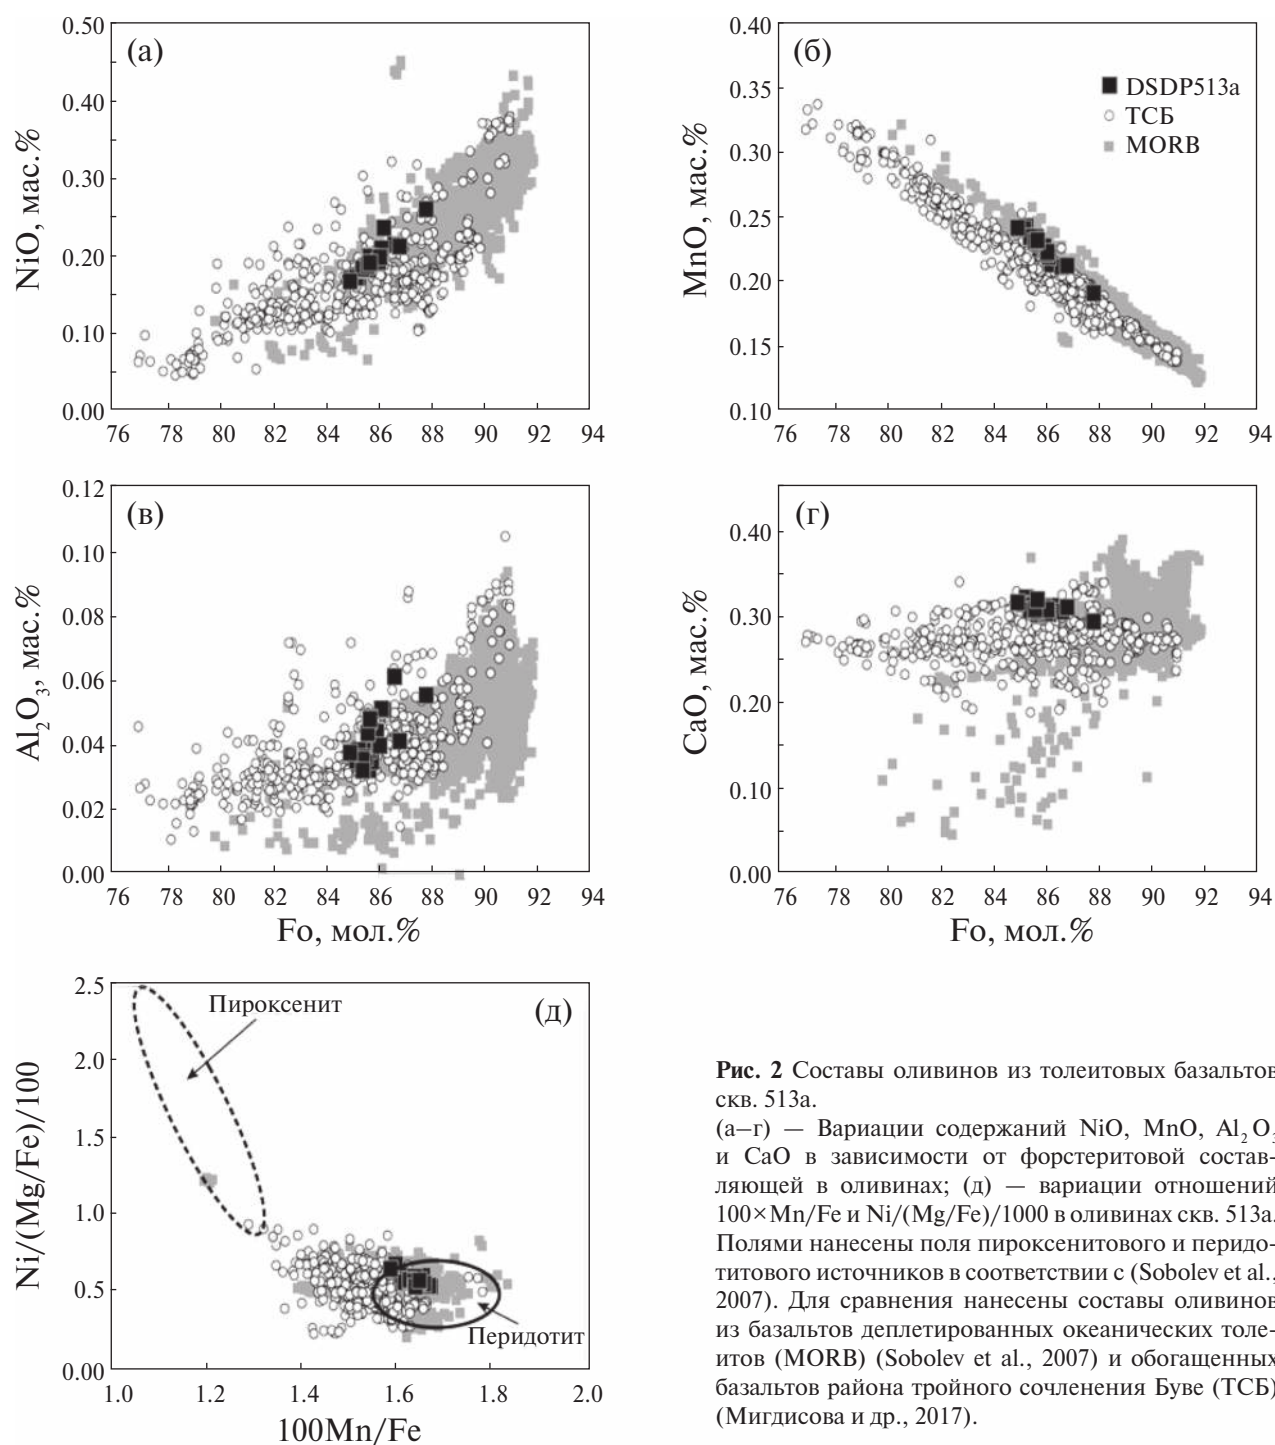 0.50
0.40
0.30
0.20
0.10
0.00
NiO, мас.%
(а)
76 78 80 82 84 86 88 90 92 94
0.40
0.35
0.30
0.25
0.20
0.15
0.10
MnO, мас.%
(б)
DSDP513a
ТСБ
MORB
76 78 80 82 84 86 88 90 92 94
0.12
0.10
0.08
0.06
0.04
0.02
0.00
Al₂O₃, мас.%
(в)
76 78 80 82 84 86 88 90 92 94
Fo, мол.%
0.40
0.30
0.20
0.10
0.00
CaO, мас.%
(г)
76 78 80 82 84 86 88 90 92 94
Fo, мол.%
2.5
2.0
1.5
1.0
0.5
0.00
Ni/(Mg/Fe)/100
Пироксенит
(д)
Перидотит
1.0 1.2 1.4 1.6 1.8 2.0
100Mn/Fe
Рис. 2 Составы оливинов из толеитовых базальтов
скв. 513а.
(а–г) — Вариации содержаний NiO, MnO, Al₂O₃
и CaO в зависимости от форстеритовой состав-
ляющей в оливинах; (д) — вариации отношений
100×Mn/Fe и Ni/(Mg/Fe)/1000 в оливинах скв. 513а.
Полями нанесены поля пироксенитового и перидо-
титового источников в соответствии с (Sobolev et al.,
2007). Для сравнения нанесены составы оливинов
из базальтов деплетированных океанических толе-
итов (MORB) (Sobolev et al., 2007) и обогащенных
базальтов района тройного сочленения Буве (ТСБ)
(Мигдисова и др., 2017).